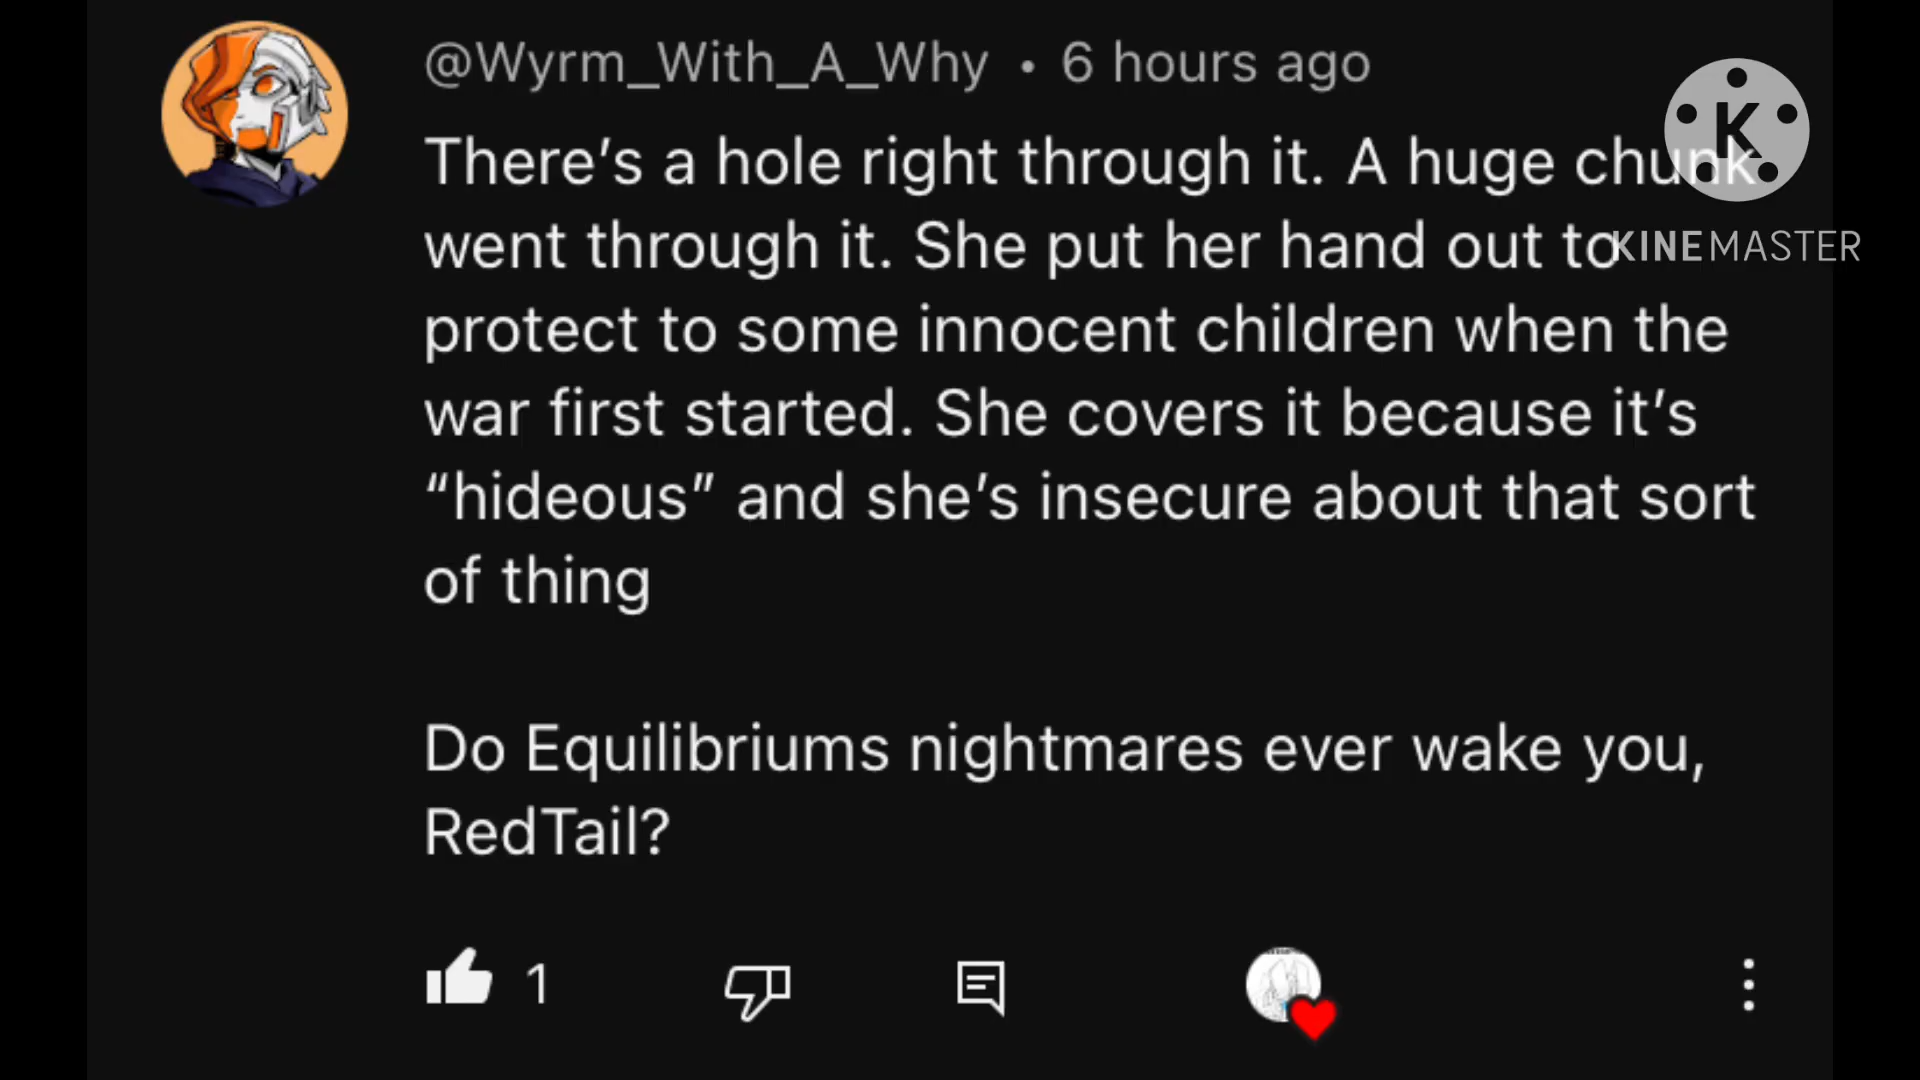 @Wyrm_With_A_Why • 6 hours ago
There’s a hole right through it. A huge chunk
went through it. She put her hand out to
protect to some innocent children when the
war first started. She covers it because it’s
“hideous” and she’s insecure about that sort
of thing
Do Equilibriums nightmares ever wake you,
RedTail?
1
K
KINEMASTER